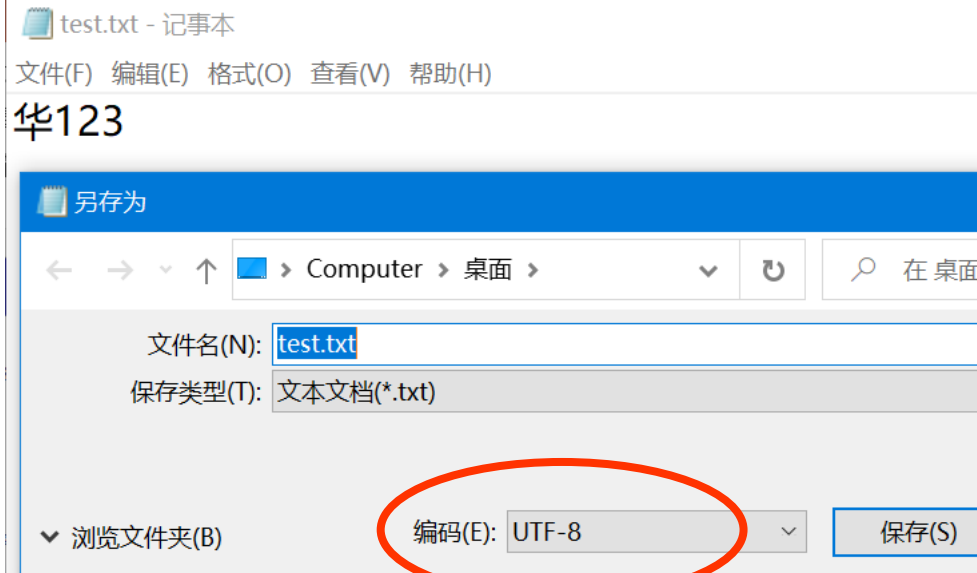 test.txt - 记事本
文件(F) 编辑(E) 格式(O) 查看(V) 帮助(H)
华123
另存为
Computer 桌面
在 桌面
文件名(N): test.txt
保存类型(T): 文本文档(*.txt)
浏览文件夹(B)
编码(E): UTF-8
保存(S)